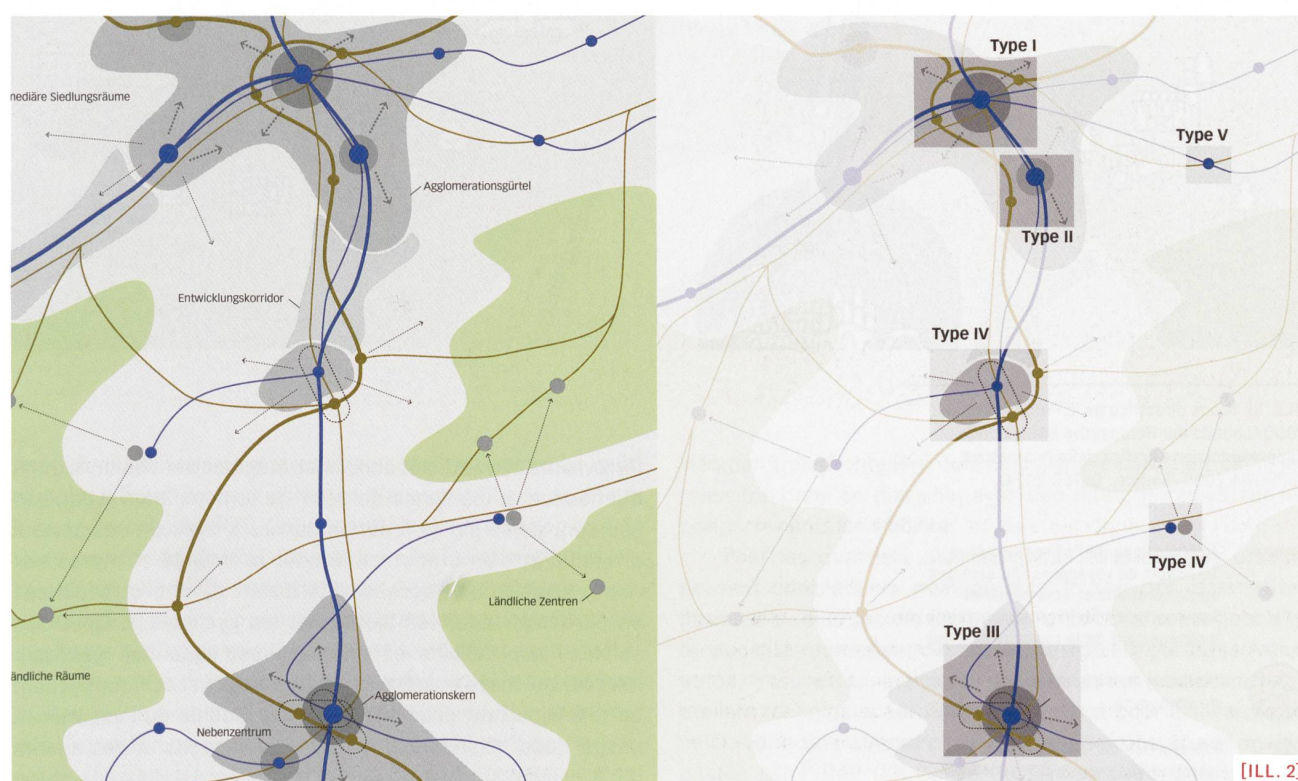 mediäre Siedlungsräume
Agglomerationsgürtel
Entwicklungskorridor
Ländliche Zentren
ändliche Räume
Agglomerationskern
Nebenzentrum
Type I
Type V
Type II
Type IV
Type IV
Type III
[ILL. 2]